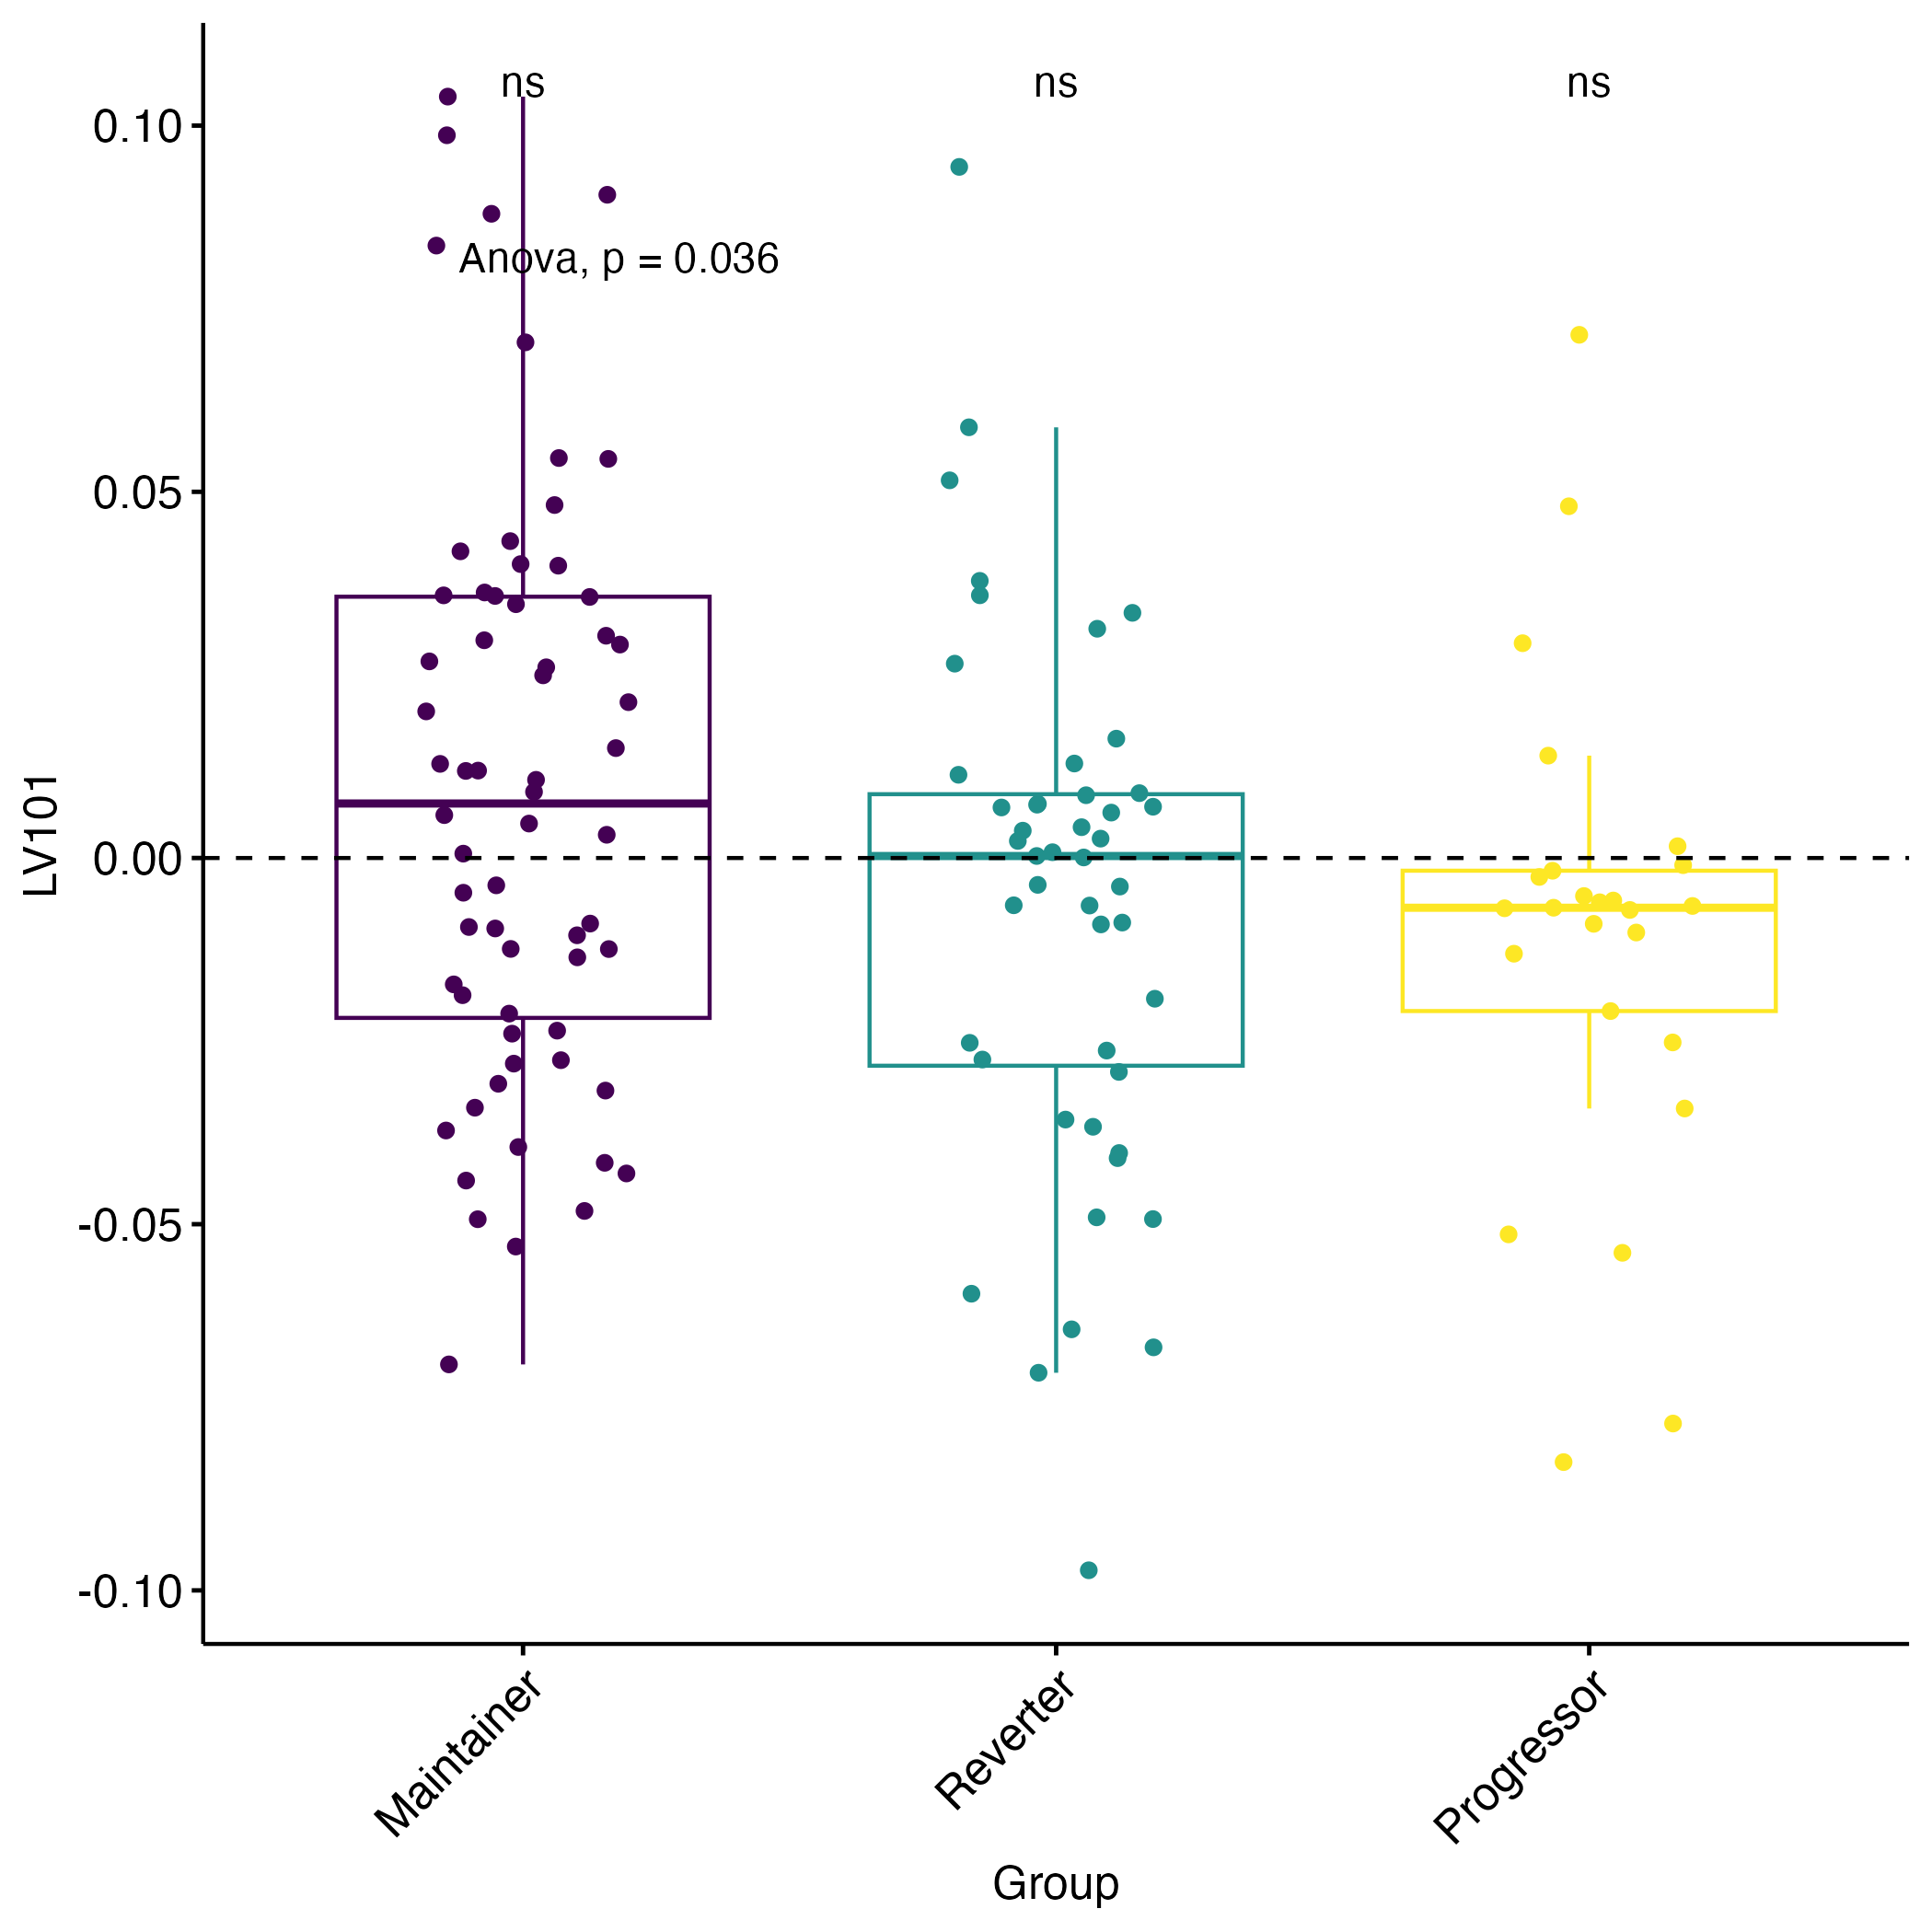 ns ns ns
0.10
Anova, p = 0.036
0.05
LV101
0.00
-0.05
-0.10
Maintainer Reverter Progressor
Group